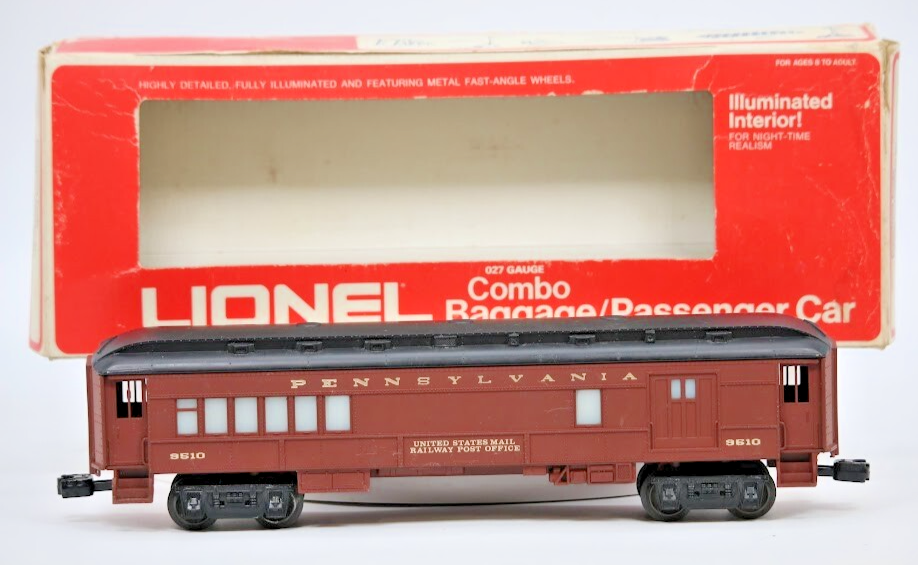 FOR AGES 8 TO ADULT
HIGHLY DETAILED, FULLY ILLUMINATED AND FEATURING METAL FAST-ANGLE WHEELS.
Illuminated
Interior!
FOR NIGHT-TIME
REALISM
027 GAUGE
LIONEL
Combo
Baggage/Passenger Car
PENNSYLVANIA
UNITED STATES MAIL
RAILWAY POST OFFICE
9510
9510